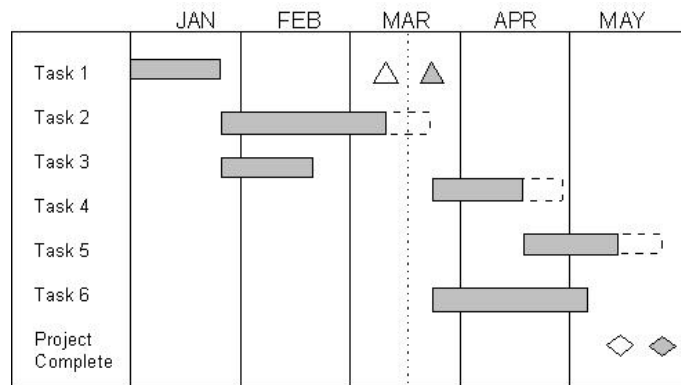 JAN FEB MAR APR MAY
Task 1
Task 2
Task 3
Task 4
Task 5
Task 6
Project
Complete